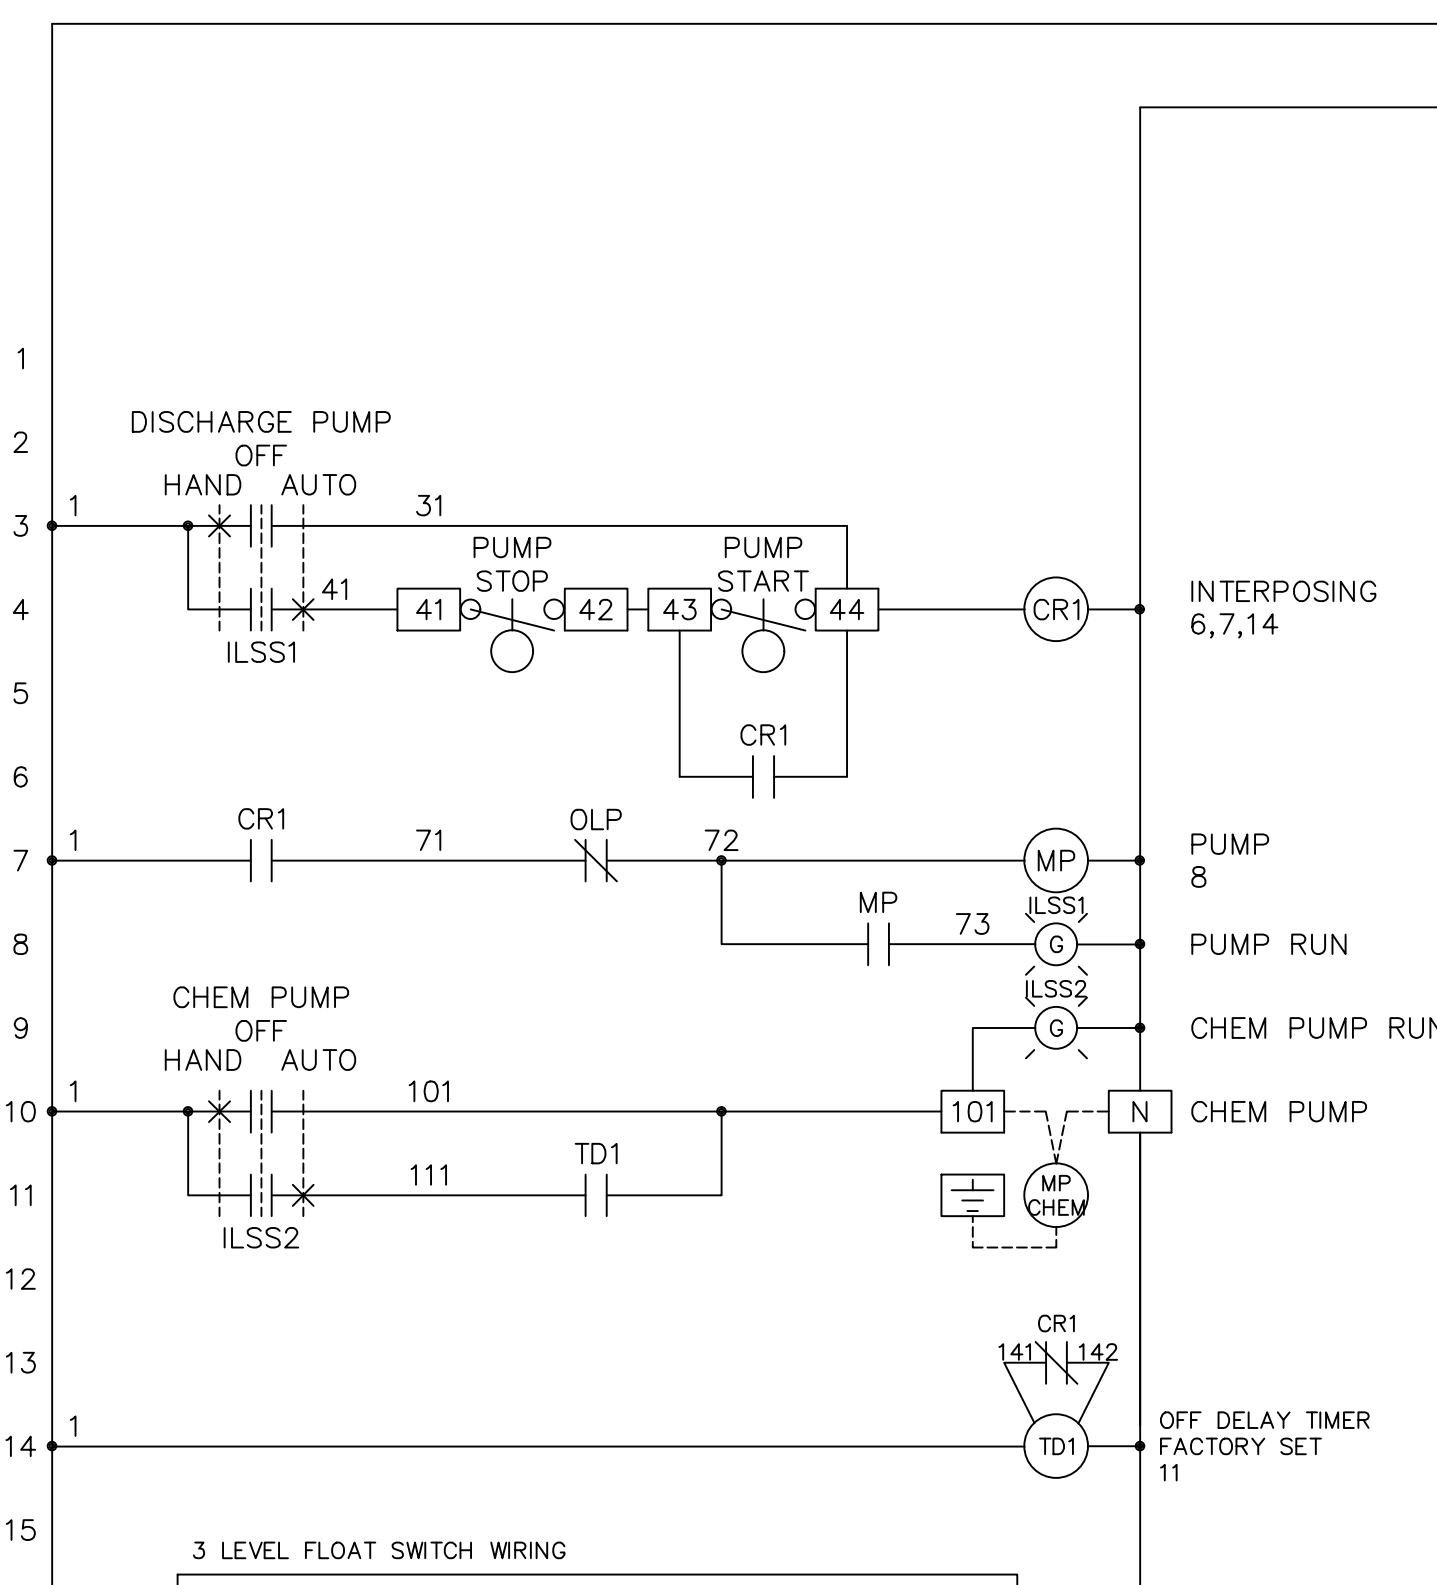 1
2
DISCHARGE PUMP
OFF
HAND AUTO
3 1 31
PUMP STOP
PUMP START
4 41 41 42 43 44 CR1
INTERPOSING
6,7,14
ILSS1
5
CR1
6
7 1 CR1 71 OLP 72 MP
PUMP
8
ILSS1
8 MP 73 G PUMP RUN
ILSS2
CHEM PUMP
OFF
HAND AUTO
9 G CHEM PUMP RUN
10 1 101 101 N CHEM PUMP
11 111 TD1
MP
CHEM
ILSS2
12
CR1
13 141 142
14 1 TD1
OFF DELAY TIMER
FACTORY SET
11
15
3 LEVEL FLOAT SWITCH WIRING